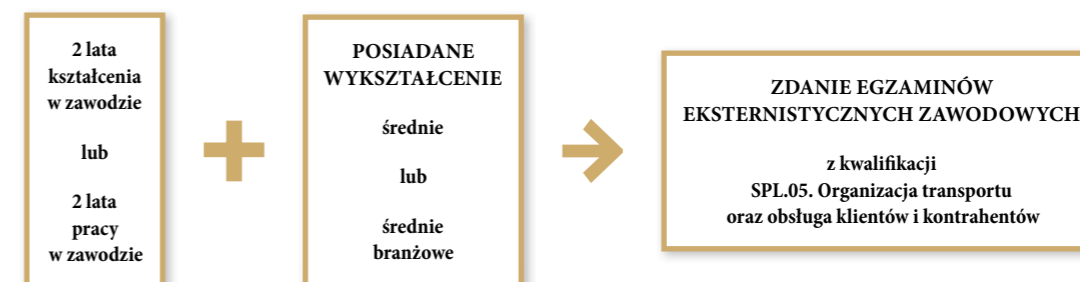 2 lata
kształcenia
w zawodzie
lub
2 lata
pracy
w zawodzie
POSIADANE
WYKSZTAŁCENIE
średnie
lub
średnie
branżowe
ZDANIE EGZAMINÓW
EKSTERNISTYCZNYCH ZAWODOWYCH
z kwalifikacji
SPL.05. Organizacja transportu
oraz obsługa klientów i kontrahentów